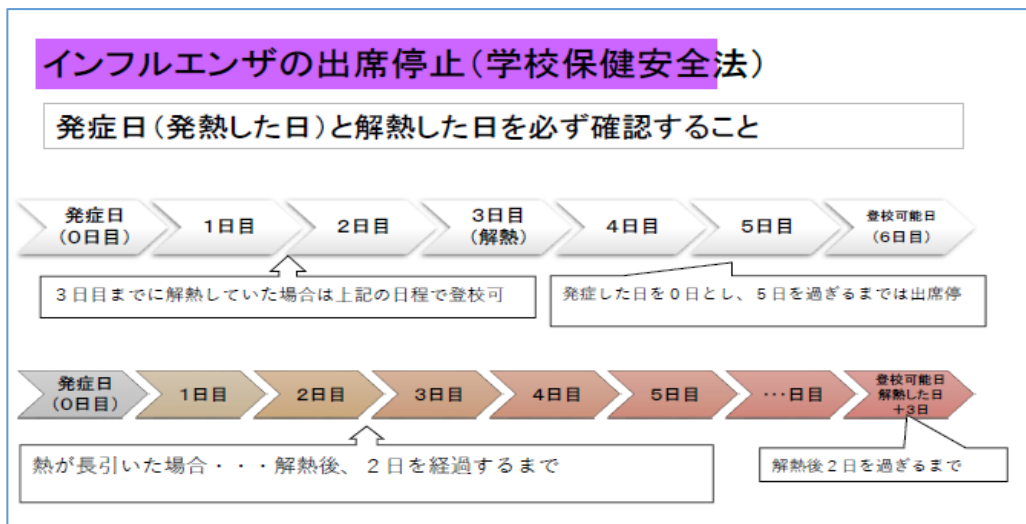 インフルエンザの出席停止（学校保健安全法）
発症日（発熱した日）と解熱した日を必ず確認すること
発症日
（０日目）
１日目
２日目
３日目
（解熱）
４日目
５日目
登校可能日
（６日目）
３日目までに解熱していた場合は上記の日程で登校可
発症した日を０日とし、５日を過ぎるまでは出席停
発症日
（０日目）
１日目
２日目
３日目
４日目
５日目
･･･日目
登校可能日
解熱した日
＋３日
熱が長引いた場合・・・解熱後、２日を経過するまで
解熱後２日を過ぎるまで